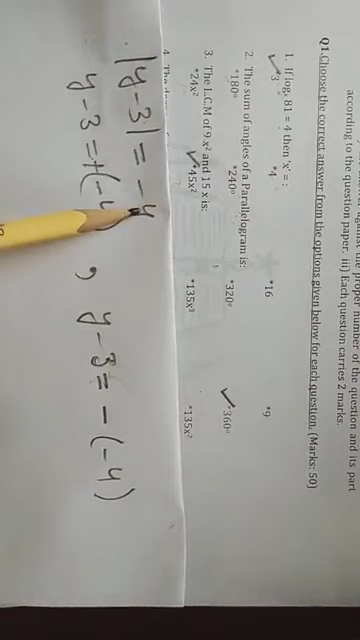 according to the question paper. iii) Each question carries 2 marks.
Q1.Choose the correct answer from the options given below for each question. (Marks: 50)
1. If logₓ 81 = 4 then 'x' = :
*3 *4 *16 *9
2. The sum of angles of a Parallelogram is:
*180° *240° *320° *360°
3. The L.C.M of 9 x² and 15 x is:
*24x² *45x² *135x³ *135x²
|y-3| = -4
y-3 = +(-4) , y-3 = -(-4)